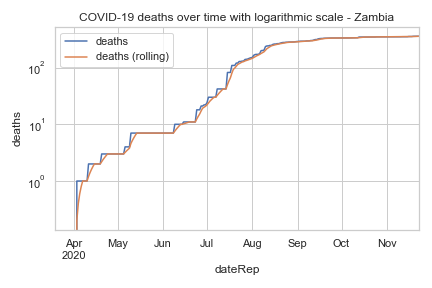 COVID-19 deaths over time with logarithmic scale - Zambia
deaths
deaths (rolling)
10²
10¹
10⁰
deaths
Apr May Jun Jul Aug Sep Oct Nov
2020
dateRep